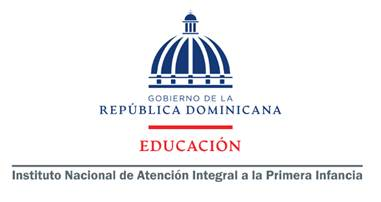 GOBIERNO DE LA
REPÚBLICA DOMINICANA
EDUCACIÓN
Instituto Nacional de Atención Integral a la Primera Infancia